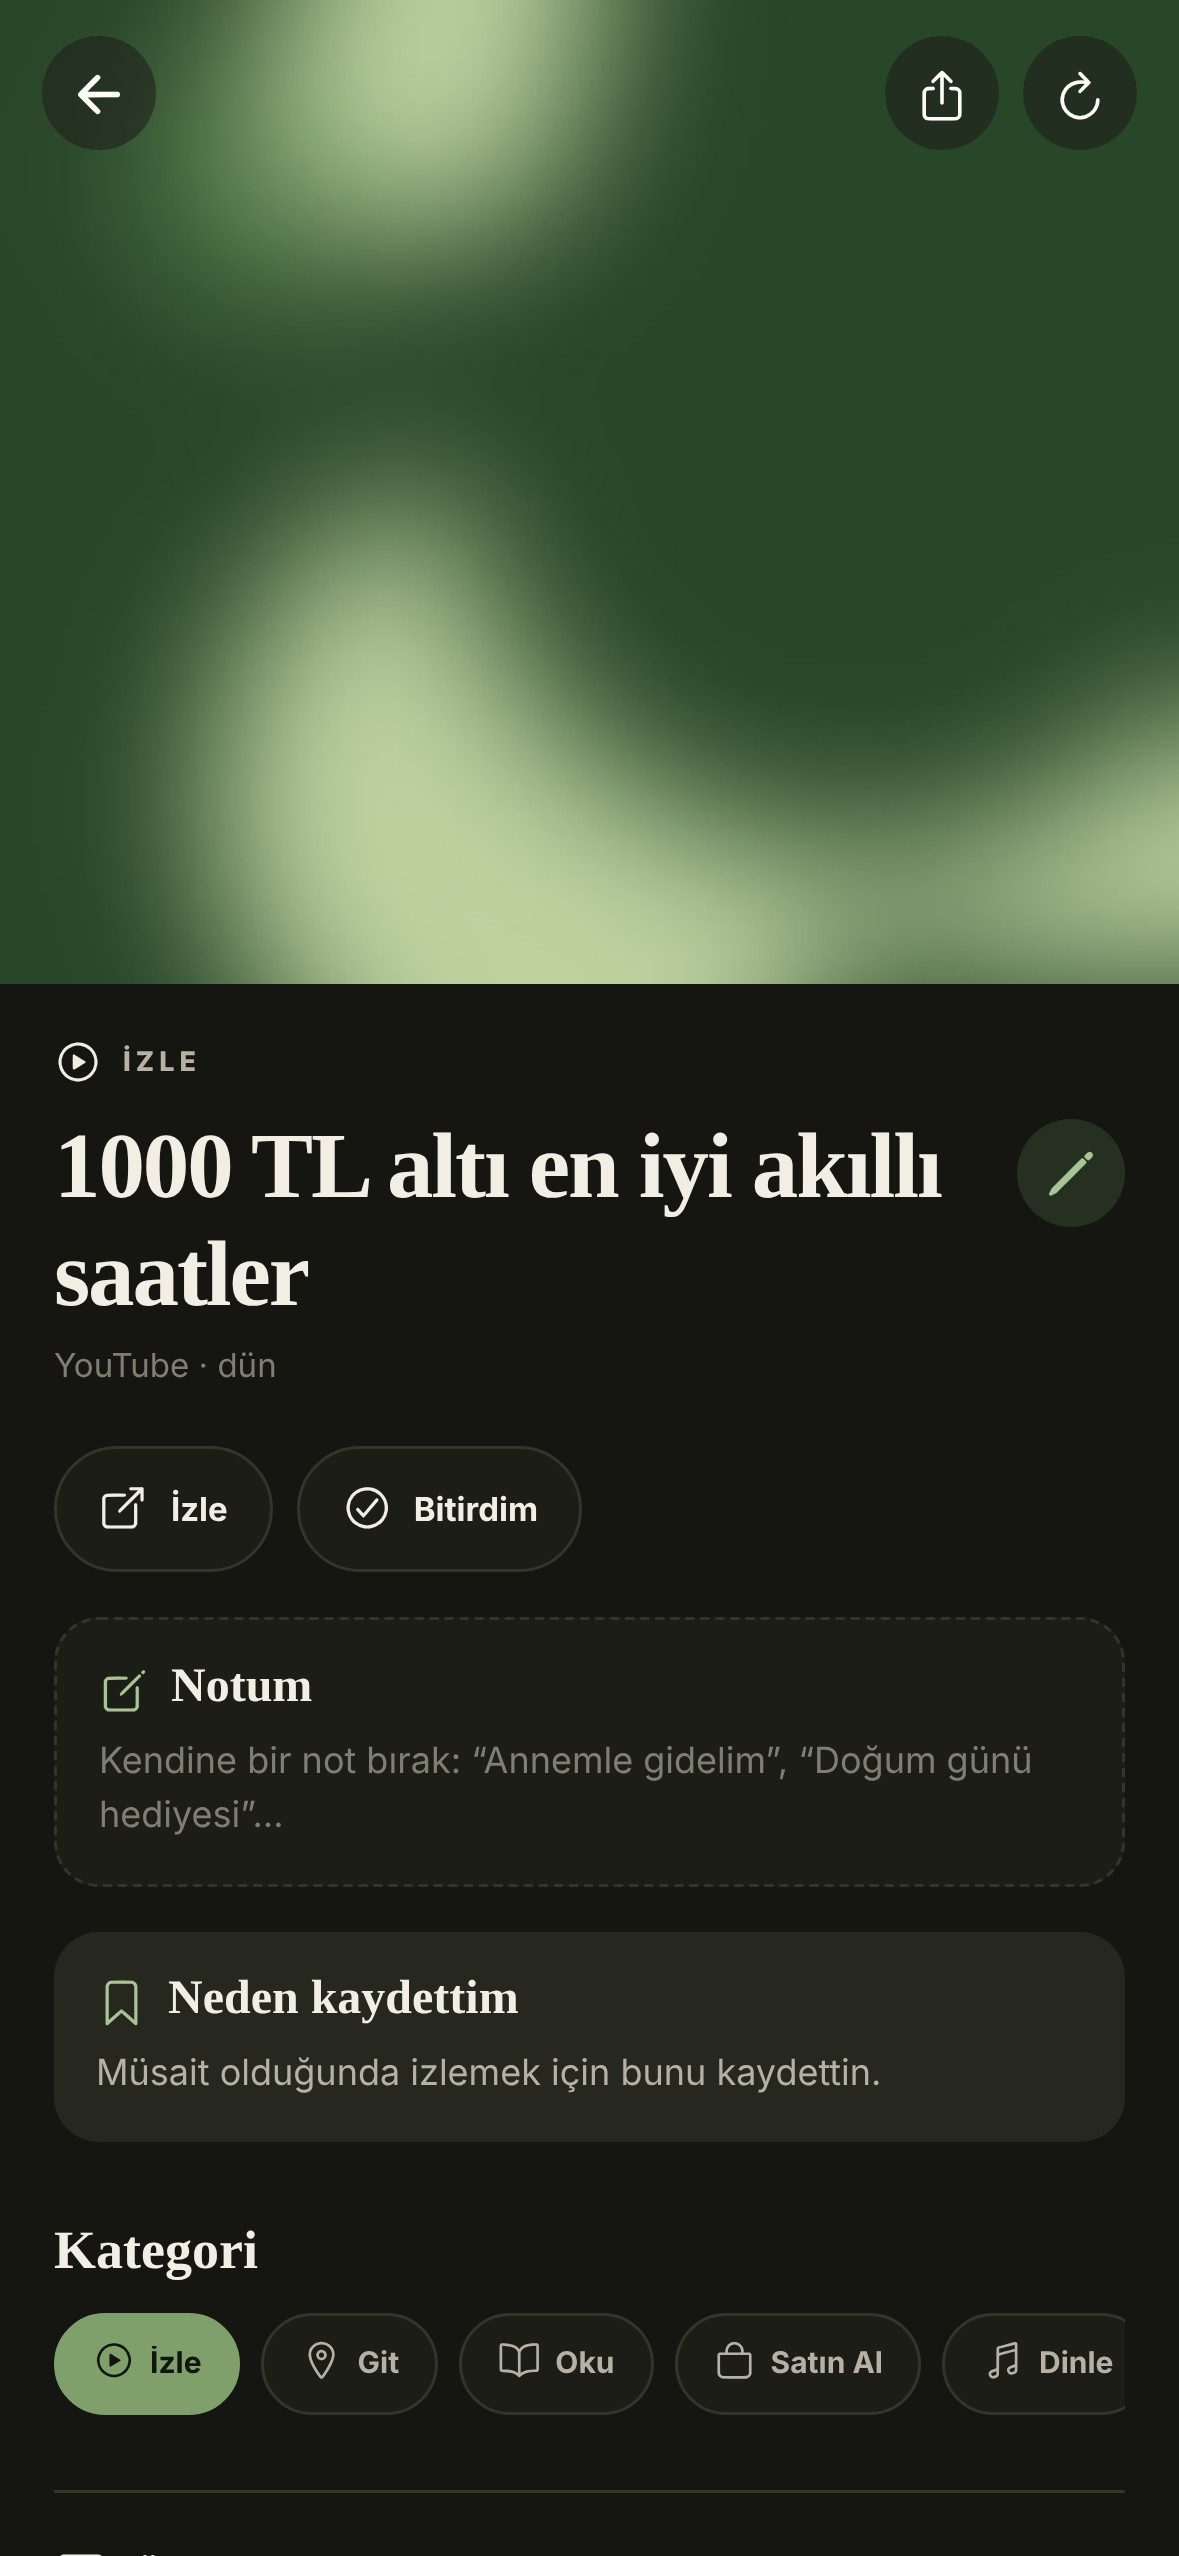 İZLE
1000 TL altı en iyi akıllı
saatler
YouTube · dün
İzle
Bitirdim
Notum
Kendine bir not bırak: “Annemle gidelim”, “Doğum günü
hediyesi”...
Neden kaydettim
Müsait olduğunda izlemek için bunu kaydettin.
Kategori
İzle
Git
Oku
Satın Al
Dinle